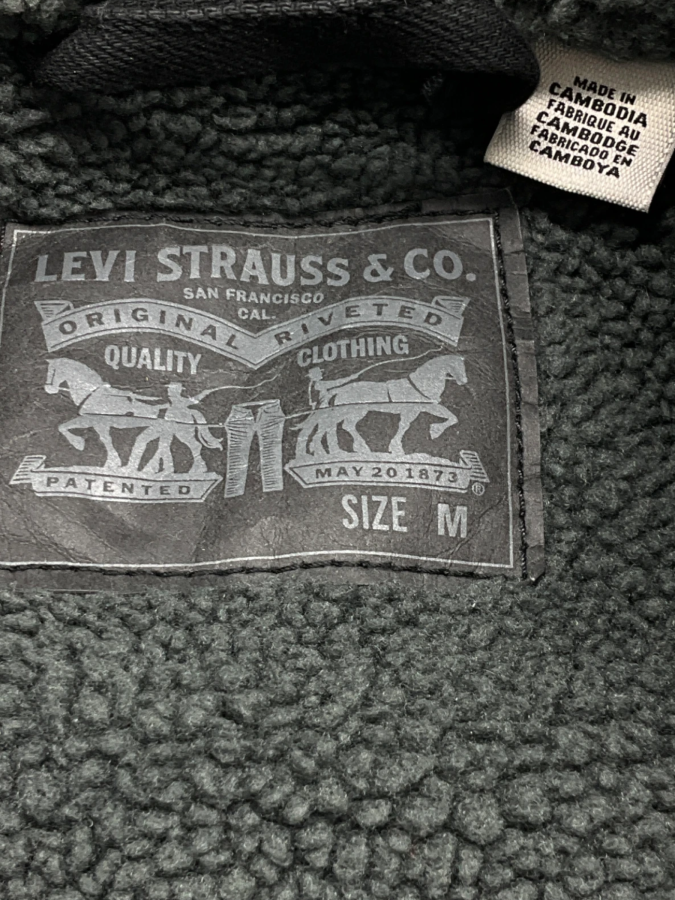 MADE IN
CAMBODIA
FABRIQUE AU
CAMBODGE
FABRICADO EN
CAMBOYA
LEVI STRAUSS & CO.
SAN FRANCISCO
CAL.
ORIGINAL RIVETED
QUALITY CLOTHING
PATENTED MAY 20 1873 ®
SIZE M